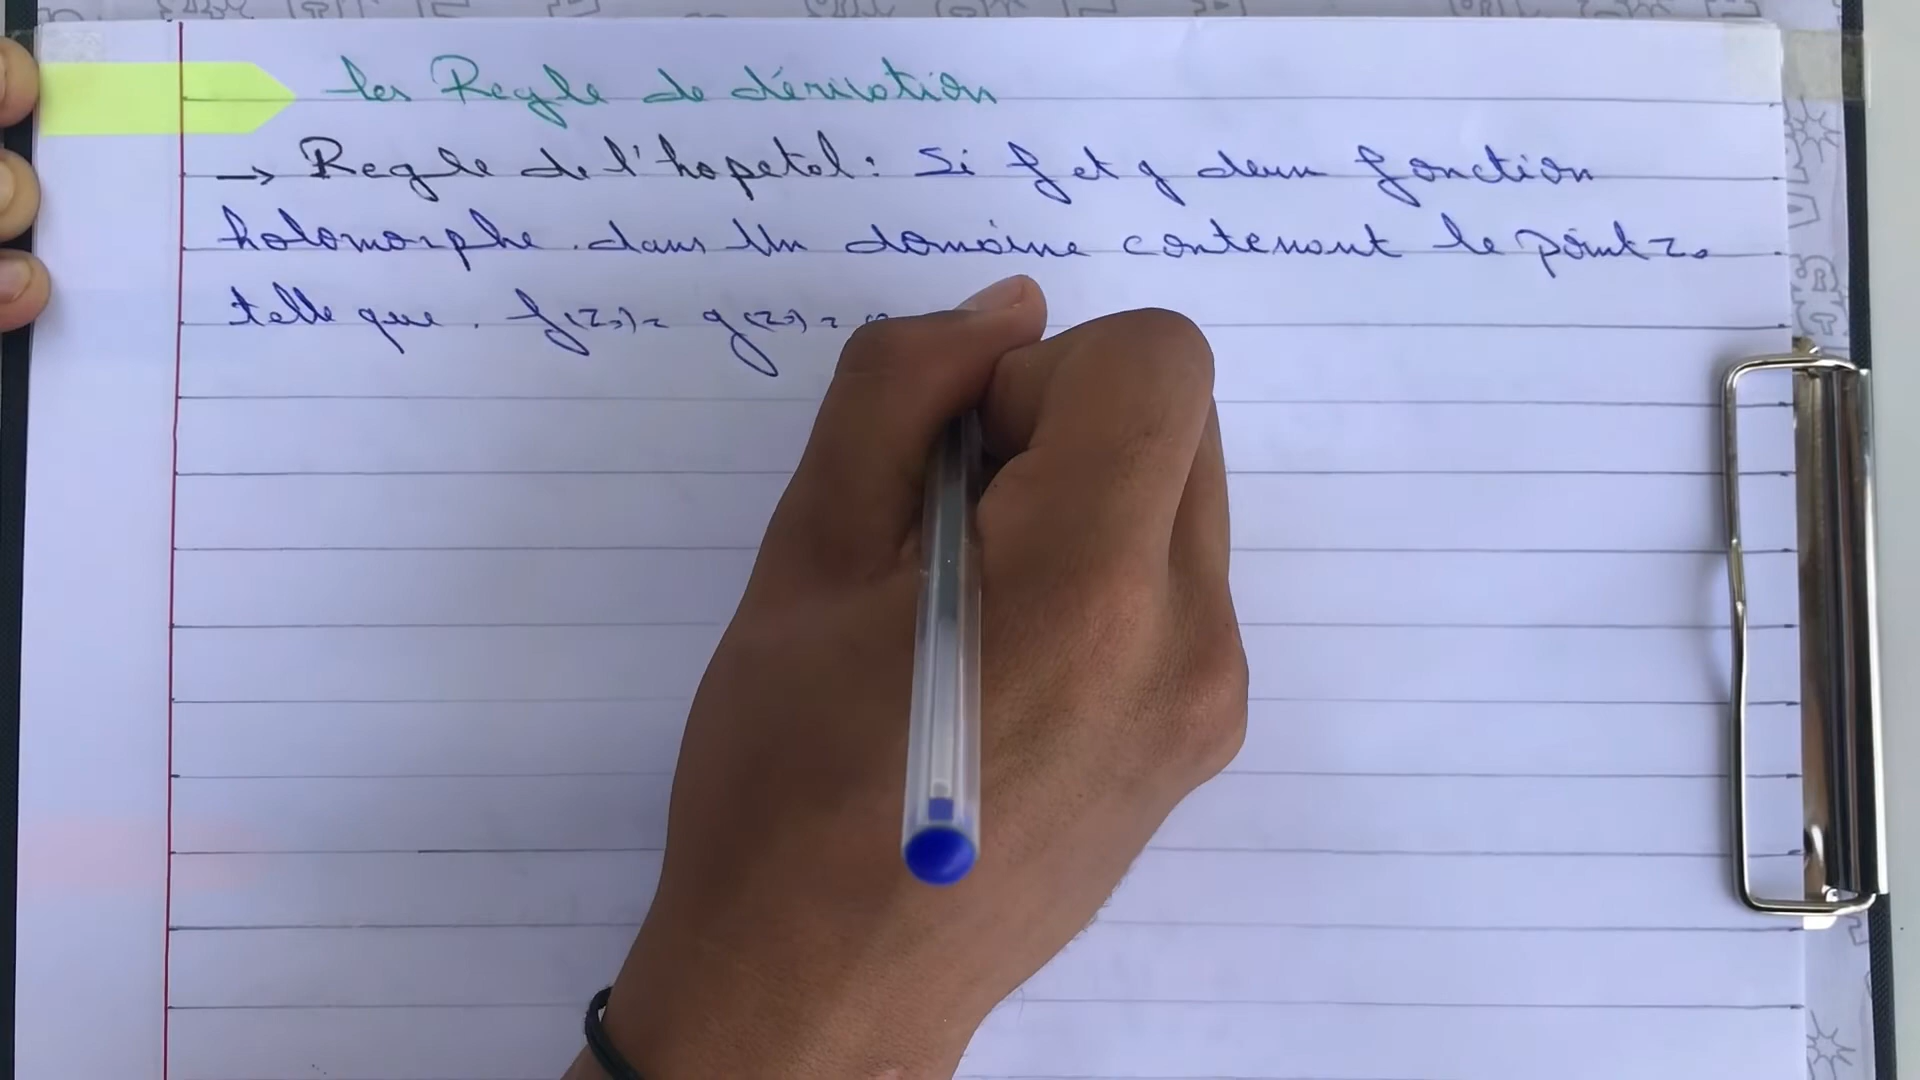 les Regle de dérivation
→ Regle de l'hopetal : Si f et g deux fonction
holomorphe dans Un domaine contenant le point z₀
telle que . f(z₀) = g(z₀) =